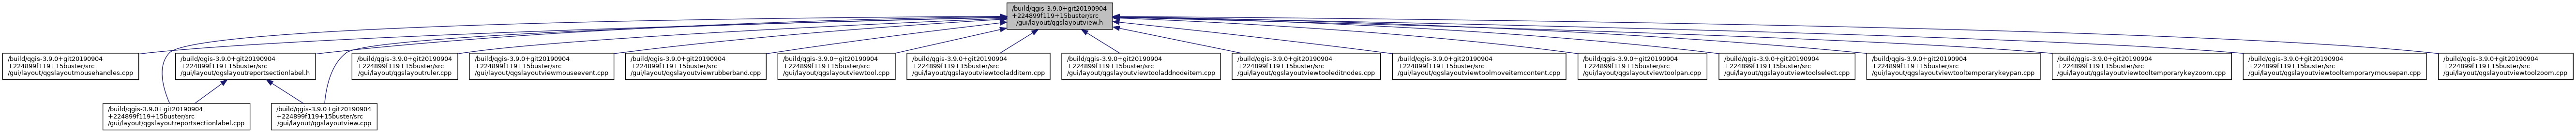 /build/qgis-3.9.0+git20190904
+224899f119+15buster/src
/gui/layout/qgslayoutview.h
/build/qgis-3.9.0+git20190904
+224899f119+15buster/src
/gui/layout/qgslayoutmousehandles.cpp
/build/qgis-3.9.0+git20190904
+224899f119+15buster/src
/gui/layout/qgslayoutreportsectionlabel.h
/build/qgis-3.9.0+git20190904
+224899f119+15buster/src
/gui/layout/qgslayoutruler.cpp
/build/qgis-3.9.0+git20190904
+224899f119+15buster/src
/gui/layout/qgslayoutviewmouseevent.cpp
/build/qgis-3.9.0+git20190904
+224899f119+15buster/src
/gui/layout/qgslayoutviewrubberband.cpp
/build/qgis-3.9.0+git20190904
+224899f119+15buster/src
/gui/layout/qgslayoutviewtool.cpp
/build/qgis-3.9.0+git20190904
+224899f119+15buster/src
/gui/layout/qgslayoutviewtooladditem.cpp
/build/qgis-3.9.0+git20190904
+224899f119+15buster/src
/gui/layout/qgslayoutviewtooladdnodeitem.cpp
/build/qgis-3.9.0+git20190904
+224899f119+15buster/src
/gui/layout/qgslayoutviewtooleditnodes.cpp
/build/qgis-3.9.0+git20190904
+224899f119+15buster/src
/gui/layout/qgslayoutviewtoolmoveitemcontent.cpp
/build/qgis-3.9.0+git20190904
+224899f119+15buster/src
/gui/layout/qgslayoutviewtoolpan.cpp
/build/qgis-3.9.0+git20190904
+224899f119+15buster/src
/gui/layout/qgslayoutviewtoolselect.cpp
/build/qgis-3.9.0+git20190904
+224899f119+15buster/src
/gui/layout/qgslayoutviewtooltemporarykeypan.cpp
/build/qgis-3.9.0+git20190904
+224899f119+15buster/src
/gui/layout/qgslayoutviewtooltemporarykeyzoom.cpp
/build/qgis-3.9.0+git20190904
+224899f119+15buster/src
/gui/layout/qgslayoutviewtooltemporarymousepan.cpp
/build/qgis-3.9.0+git20190904
+224899f119+15buster/src
/gui/layout/qgslayoutviewtoolzoom.cpp
/build/qgis-3.9.0+git20190904
+224899f119+15buster/src
/gui/layout/qgslayoutreportsectionlabel.cpp
/build/qgis-3.9.0+git20190904
+224899f119+15buster/src
/gui/layout/qgslayoutview.cpp